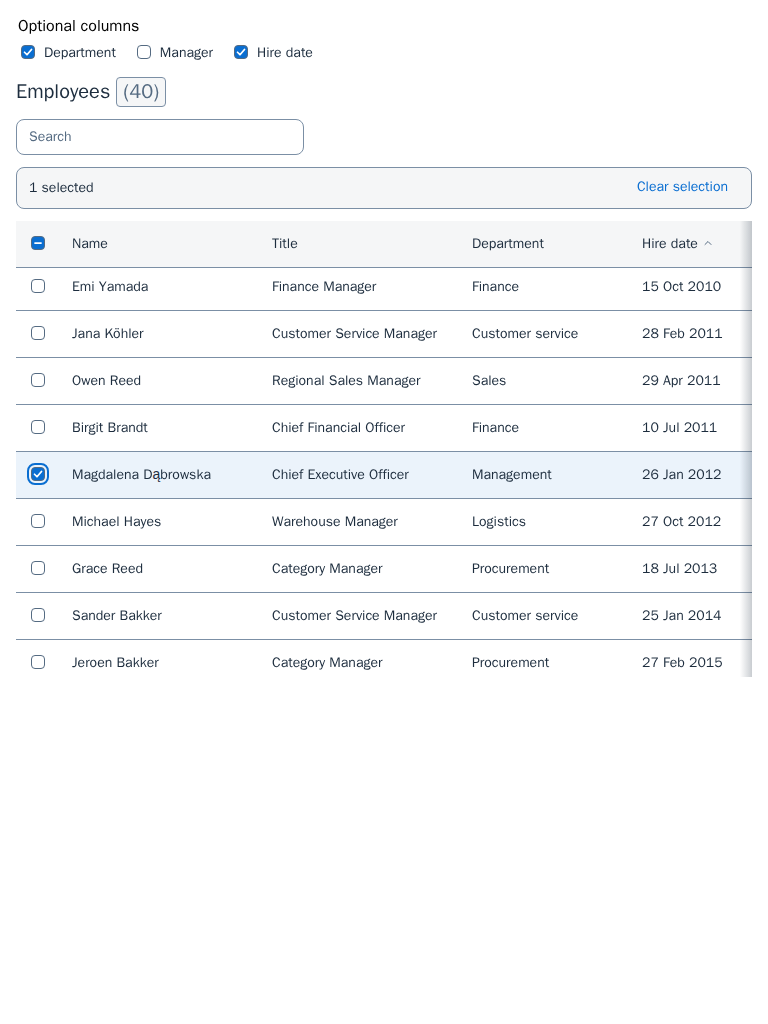 Optional columns
Department Manager Hire date
Employees (40)
Search
1 selected Clear selection
Name Title Department Hire date
Emi Yamada Finance Manager Finance 15 Oct 2010
Jana Köhler Customer Service Manager Customer service 28 Feb 2011
Owen Reed Regional Sales Manager Sales 29 Apr 2011
Birgit Brandt Chief Financial Officer Finance 10 Jul 2011
Magdalena Dąbrowska Chief Executive Officer Management 26 Jan 2012
Michael Hayes Warehouse Manager Logistics 27 Oct 2012
Grace Reed Category Manager Procurement 18 Jul 2013
Sander Bakker Customer Service Manager Customer service 25 Jan 2014
Jeroen Bakker Category Manager Procurement 27 Feb 2015